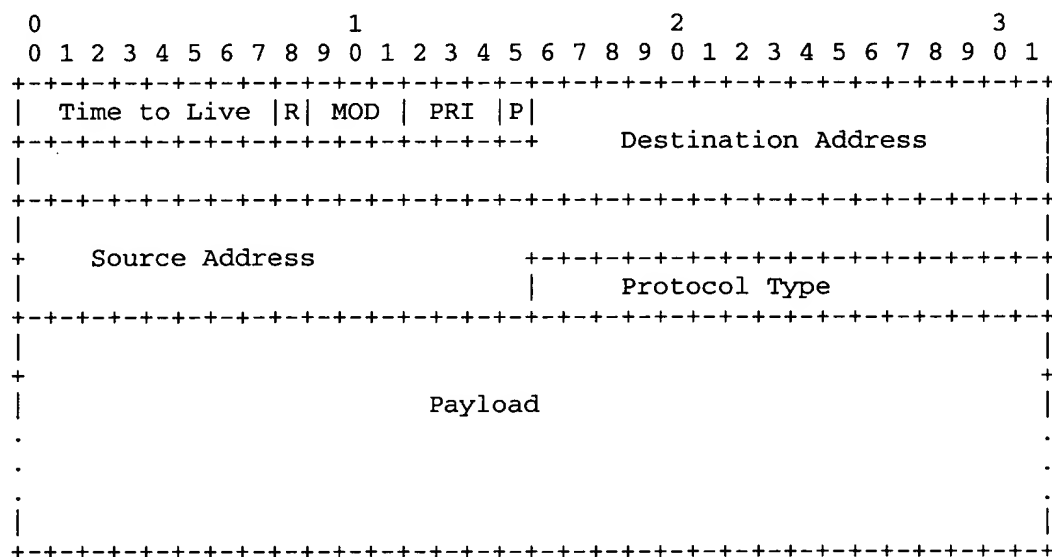 0 1 2 3
0 1 2 3 4 5 6 7 8 9 0 1 2 3 4 5 6 7 8 9 0 1 2 3 4 5 6 7 8 9 0 1
Time to Live |R| MOD | PRI |P|
Destination Address
Source Address
Protocol Type
Payload